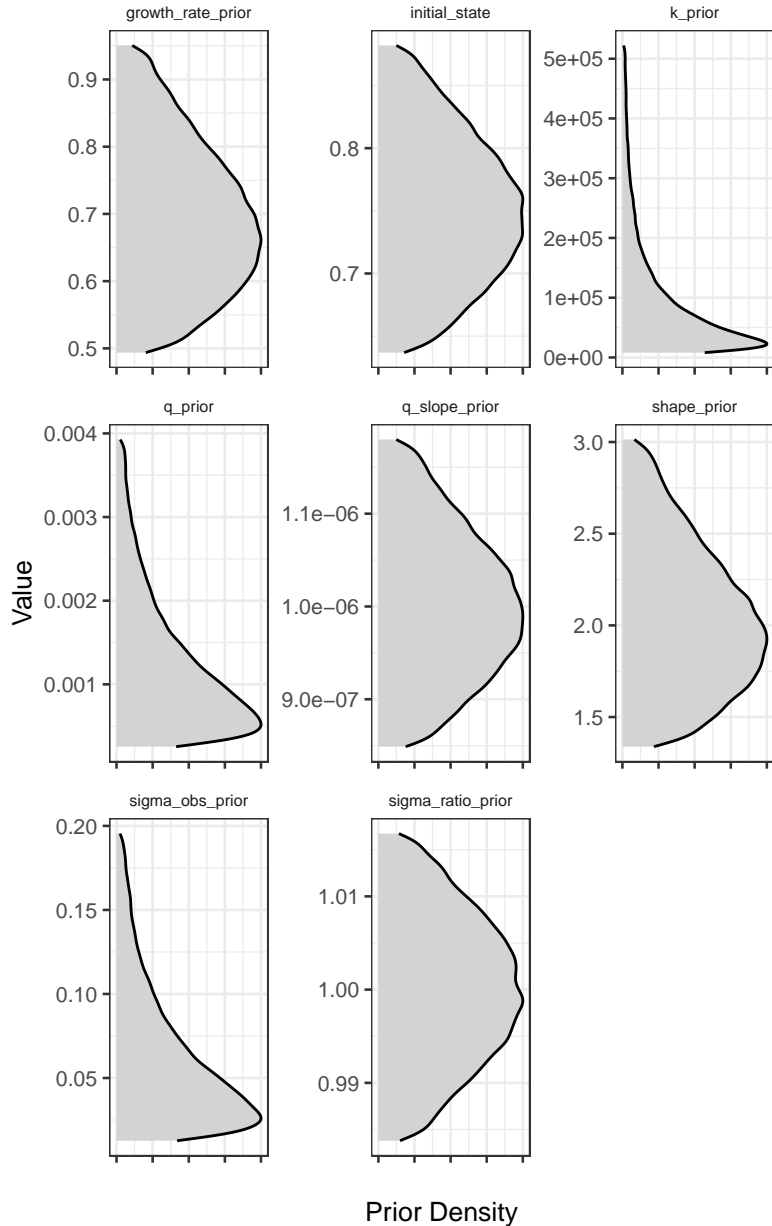 growth_rate_prior
initial_state
k_prior
0.9
0.8
0.7
0.6
0.5
0.8
0.7
5e+05
4e+05
3e+05
2e+05
1e+05
0e+00
q_prior
q_slope_prior
shape_prior
0.004
0.003
0.002
0.001
1.1e-06
1.0e-06
9.0e-07
3.0
2.5
2.0
1.5
Value
sigma_obs_prior
sigma_ratio_prior
0.20
0.15
0.10
0.05
1.01
1.00
0.99
Prior Density